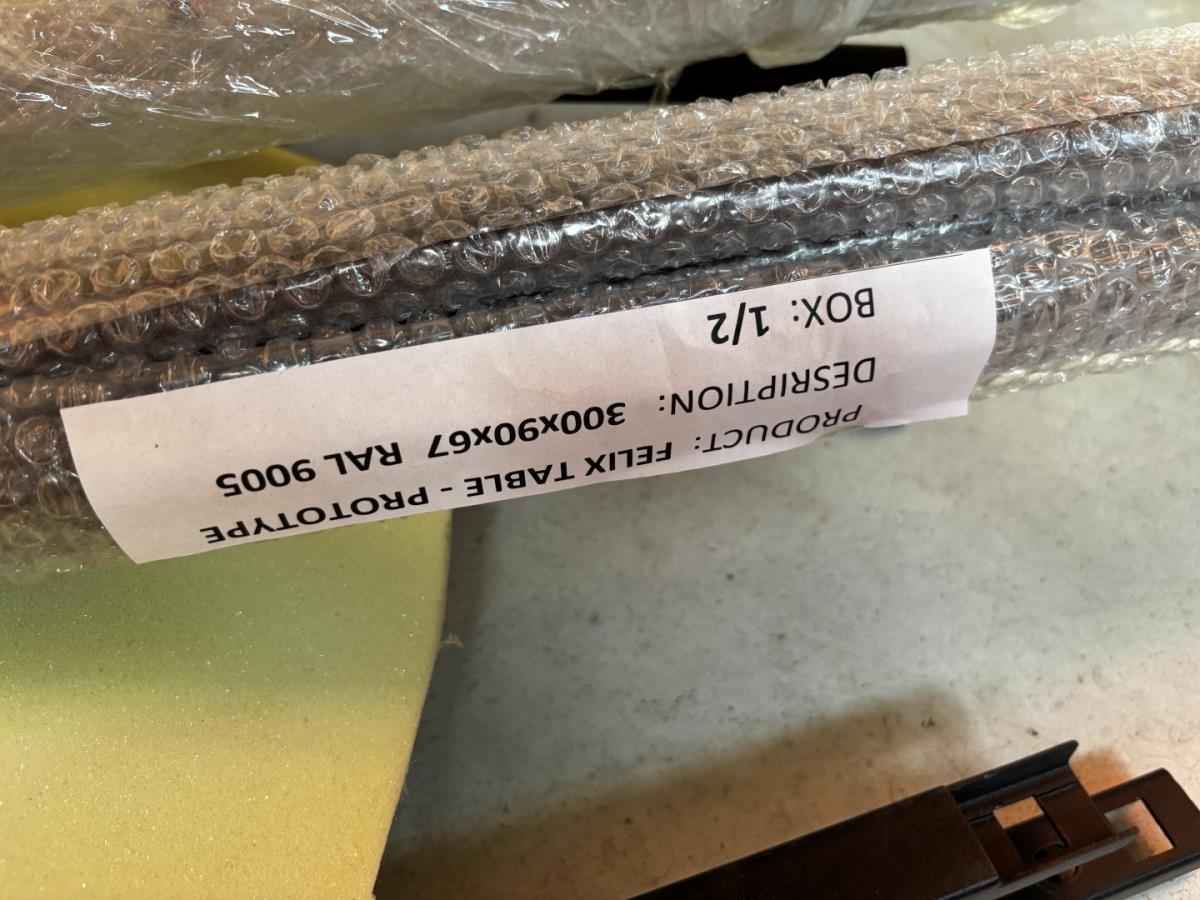 PRODUCT: FELIX TABLE - PROTOTYPE
DESRIPTION: 300x90x67 RAL 9005
BOX: 1/2